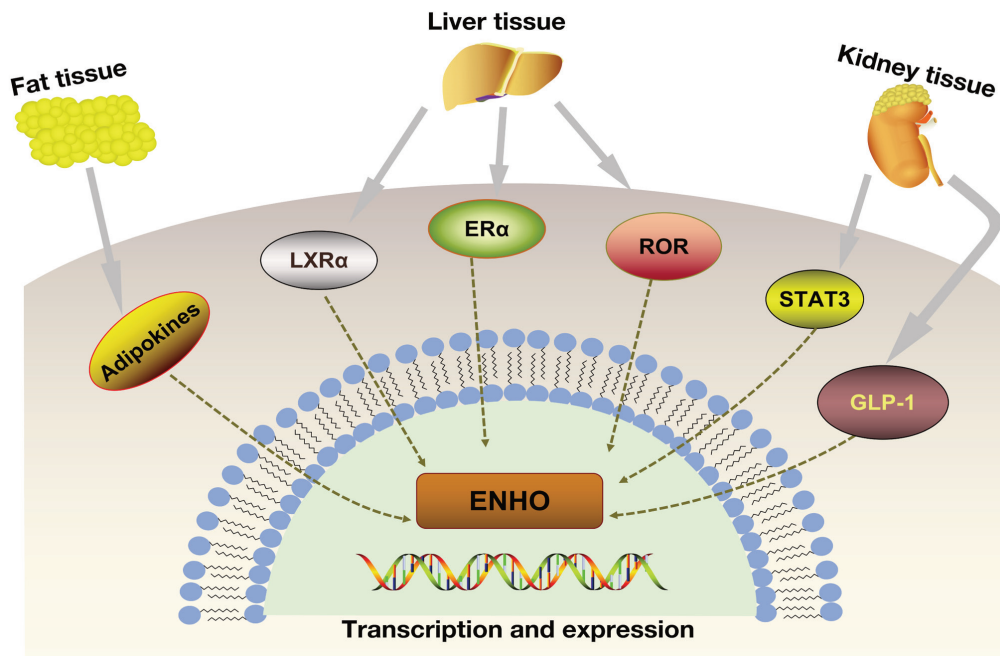 Liver tissue
Fat tissue
Kidney tissue
ERα
LXRα
ROR
STAT3
Adipokines
GLP-1
ENHO
Transcription and expression